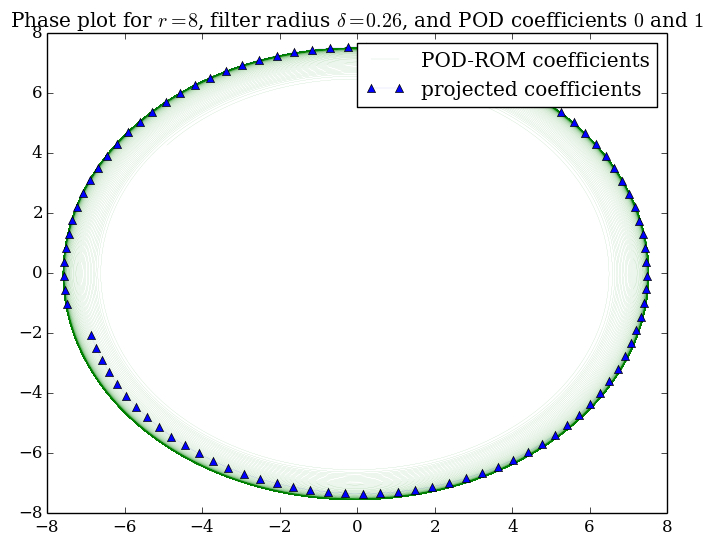 Phase plot for r = 8, filter radius δ = 0.26, and POD coefficients 0 and 1
POD-ROM coefficients
projected coefficients
8
6
4
2
0
−2
−4
−6
−8
−8 −6 −4 −2 0 2 4 6 8